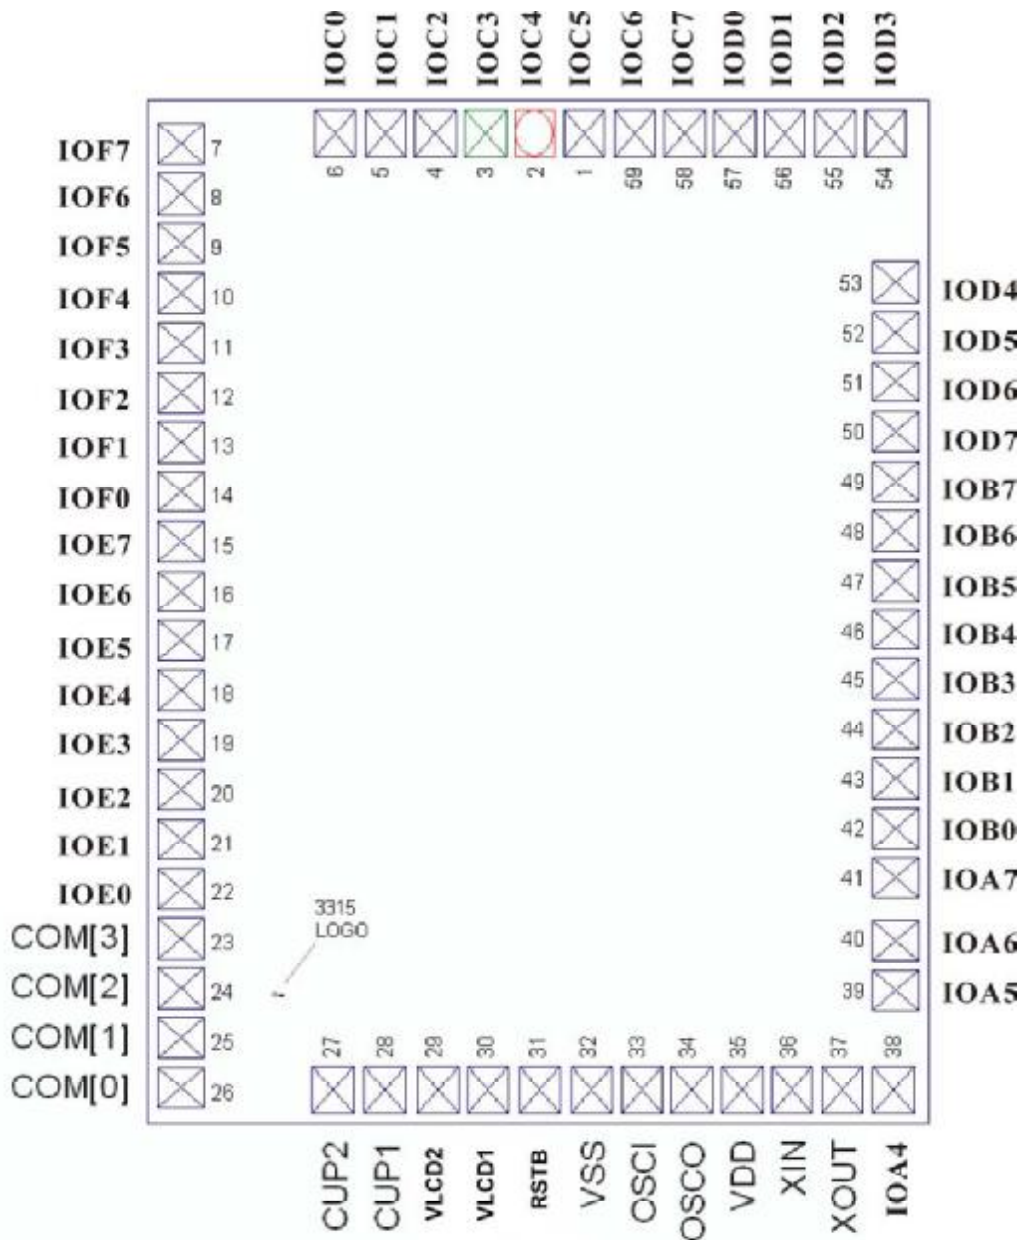 IOC0 IOC1 IOC2 IOC3 IOC4 IOC5 IOC6 IOC7 IOD0 IOD1 IOD2 IOD3
6 5 4 3 2 1 59 58 57 56 55 54
IOF7 7
IOF6 8
IOF5 9
IOF4 10
53 IOD4
IOF3 11
52 IOD5
IOF2 12
51 IOD6
IOF1 13
50 IOD7
IOF0 14
49 IOB7
IOE7 15
48 IOB6
IOE6 16
47 IOB5
IOE5 17
46 IOB4
IOE4 18
45 IOB3
IOE3 19
44 IOB2
IOE2 20
43 IOB1
IOE1 21
42 IOB0
IOE0 22
41 IOA7
3315
LOGO
COM[3] 23
40 IOA6
COM[2] 24
39 IOA5
COM[1] 25
COM[0] 26
27 28 29 30 31 32 33 34 35 36 37 38
CUP2 CUP1 VLCD2 VLCD1 RSTB VSS OSCI OSCO VDD XIN XOUT IOA4